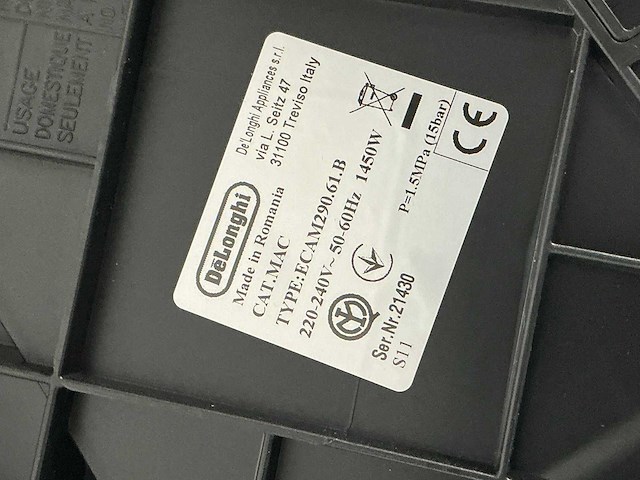 De'Longhi Appliances s.r.l.
via L. Seitz 47
31100 Treviso Italy
DeLonghi
Made in Romania
CAT.MAC
TYPE:ECAM290.61.B
220-240V~ 50-60Hz 1450W
P=1.5MPa (15bar)
CE
Ser.Nr.21430
S11
USAGE
DOMESTIQUE
SEULEMENT